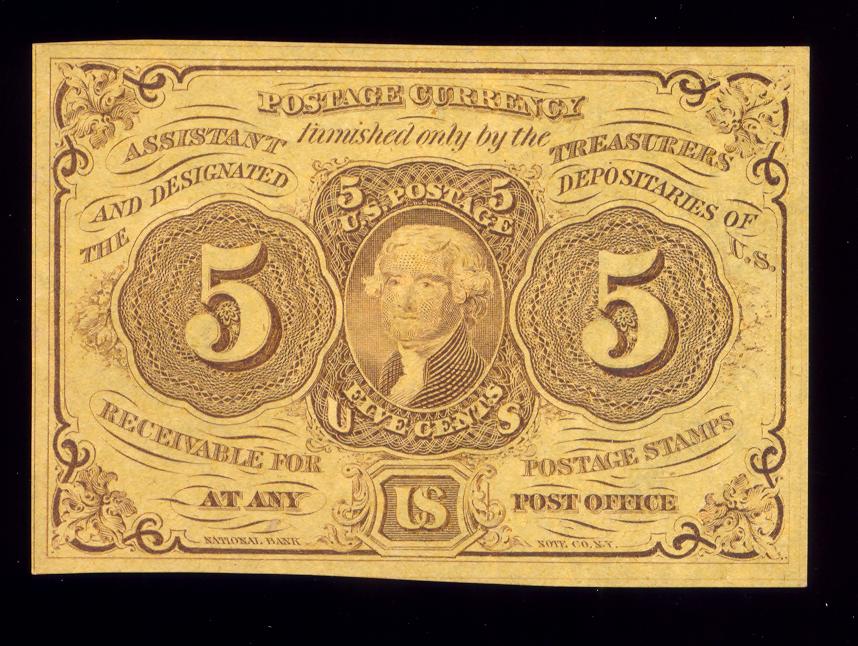 POSTAGE CURRENCY
furnished only by the
THE ASSISTANT TREASURERS
AND DESIGNATED DEPOSITARIES OF U.S.
5 5
U.S. POSTAGE
5 5
FIVE CENTS
U S
RECEIVABLE FOR POSTAGE STAMPS
AT ANY US POST OFFICE
NATIONAL BANK NOTE CO. N.Y.